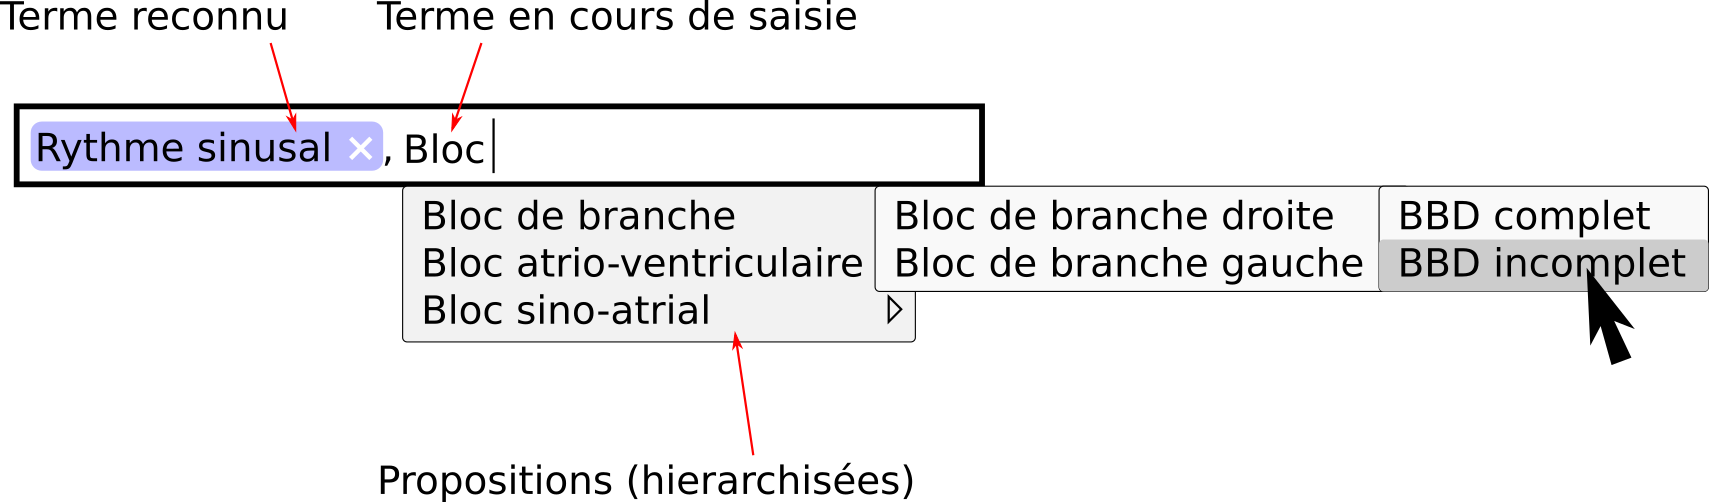 Terme reconnu
Terme en cours de saisie
Rythme sinusal ×, Bloc
Bloc de branche
Bloc atrio-ventriculaire
Bloc sino-atrial
Bloc de branche droite
Bloc de branche gauche
BBD complet
BBD incomplet
Propositions (hierarchisées)